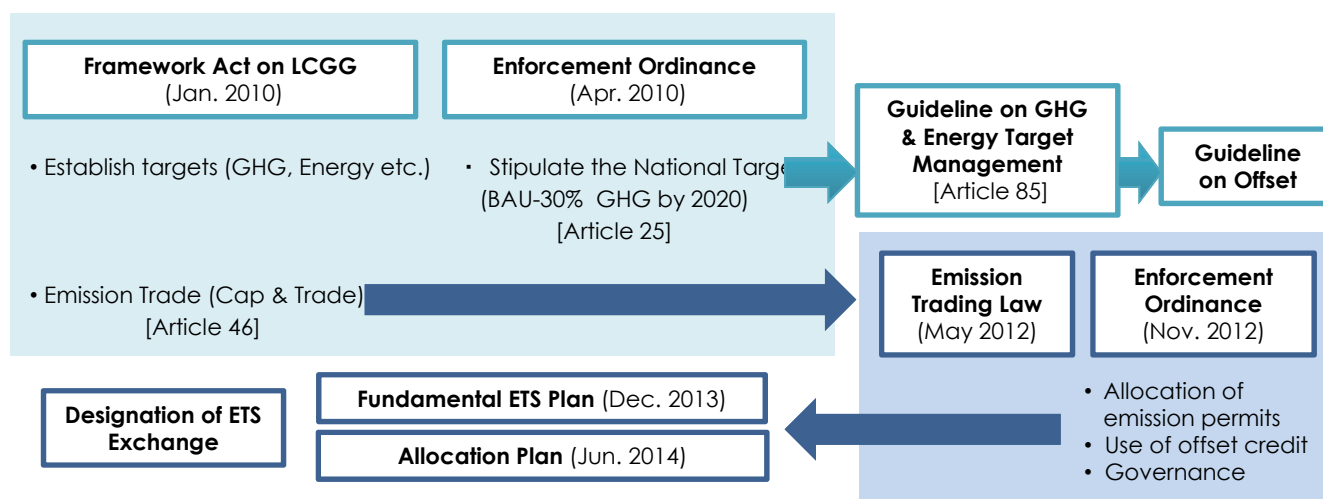 Framework Act on LCGG
(Jan. 2010)
Enforcement Ordinance
(Apr. 2010)
• Establish targets (GHG, Energy etc.)
・ Stipulate the National Targe
(BAU-30% GHG by 2020)
[Article 25]
Guideline on GHG
& Energy Target
Management
[Article 85]
Guideline
on Offset
• Emission Trade (Cap & Trade)
[Article 46]
Emission
Trading Law
(May 2012)
Enforcement
Ordinance
(Nov. 2012)
• Allocation of
emission permits
• Use of offset credit
• Governance
Fundamental ETS Plan (Dec. 2013)
Allocation Plan (Jun. 2014)
Designation of ETS
Exchange